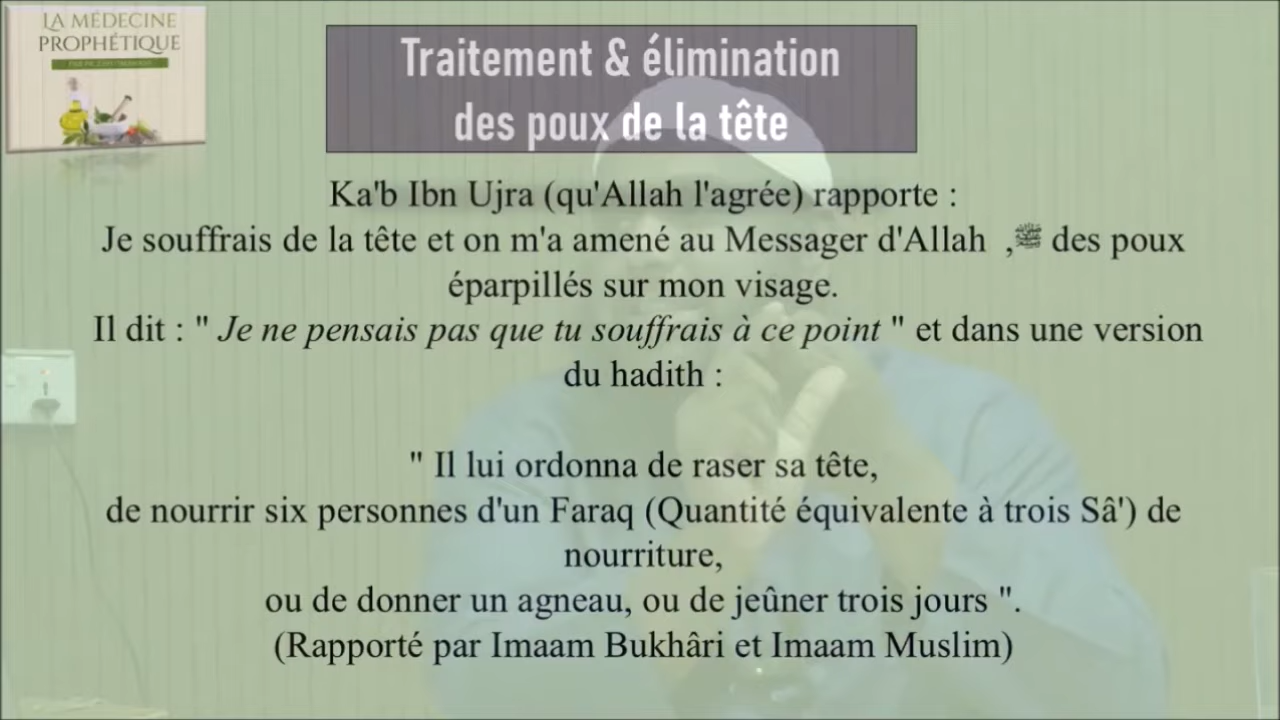 LA MÉDECINE
PROPHÉTIQUE
Traitement & élimination
des poux de la tête
Ka'b Ibn Ujra (qu'Allah l'agrée) rapporte :
Je souffrais de la tête et on m'a amené au Messager d'Allah ,ﷺ des poux
éparpillés sur mon visage.
Il dit : " Je ne pensais pas que tu souffrais à ce point " et dans une version
du hadith :
" Il lui ordonna de raser sa tête,
de nourrir six personnes d'un Faraq (Quantité équivalente à trois Sâ') de
nourriture,
ou de donner un agneau, ou de jeûner trois jours ".
(Rapporté par Imaam Bukhâri et Imaam Muslim)